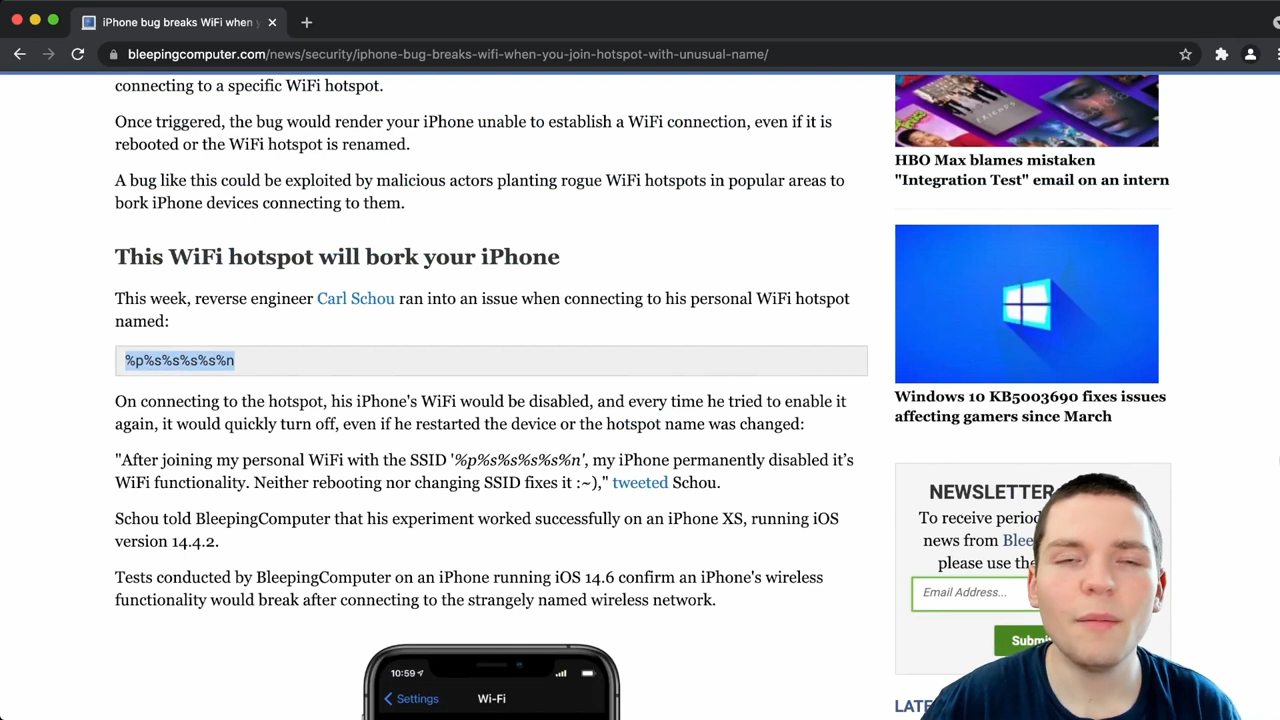 iPhone bug breaks WiFi when y
bleepingcomputer.com/news/security/iphone-bug-breaks-wifi-when-you-join-hotspot-with-unusual-name/
connecting to a specific WiFi hotspot.
Once triggered, the bug would render your iPhone unable to establish a WiFi connection, even if it is
rebooted or the WiFi hotspot is renamed.
A bug like this could be exploited by malicious actors planting rogue WiFi hotspots in popular areas to
bork iPhone devices connecting to them.
This WiFi hotspot will bork your iPhone
This week, reverse engineer Carl Schou ran into an issue when connecting to his personal WiFi hotspot
named:
%p%s%s%s%s%n
On connecting to the hotspot, his iPhone's WiFi would be disabled, and every time he tried to enable it
again, it would quickly turn off, even if he restarted the device or the hotspot name was changed:
"After joining my personal WiFi with the SSID '%p%s%s%s%s%n', my iPhone permanently disabled it's
WiFi functionality. Neither rebooting nor changing SSID fixes it :~)," tweeted Schou.
Schou told BleepingComputer that his experiment worked successfully on an iPhone XS, running iOS
version 14.4.2.
Tests conducted by BleepingComputer on an iPhone running iOS 14.6 confirm an iPhone's wireless
functionality would break after connecting to the strangely named wireless network.
10:59
Settings
Wi-Fi
FRIENDS
HBO Max blames mistaken
"Integration Test" email on an intern
Windows 10 KB5003690 fixes issues
affecting gamers since March
NEWSLETTER
To receive perio
news from Blee
please use the
Email Address...
Submi
LATE